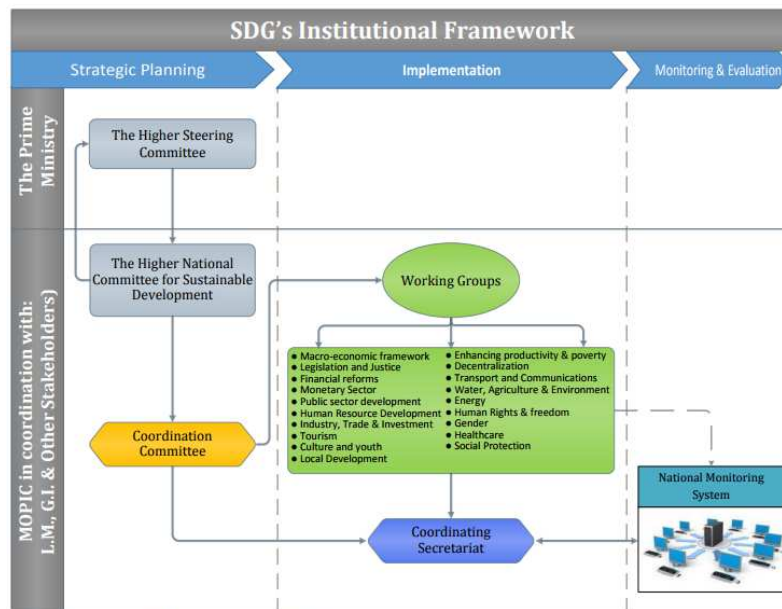 SDG's Institutional Framework
Strategic Planning
Implementation
Monitoring & Evaluation
The Prime
Ministry
The Higher Steering
Committee
MOPIC in coordination with:
L.M., G.I. & Other Stakeholders)
The Higher National
Committee for Sustainable
Development
Working Groups
● Macro-economic framework
● Legislation and Justice
● Financial reforms
● Monetary Sector
● Public sector development
● Human Resource Development
● Industry, Trade & Investment
● Tourism
● Culture and youth
● Local Development
● Enhancing productivity & poverty
● Decentralization
● Transport and Communications
● Water, Agriculture & Environment
● Energy
● Human Rights & freedom
● Gender
● Healthcare
● Social Protection
Coordination
Committee
National Monitoring
System
Coordinating
Secretariat